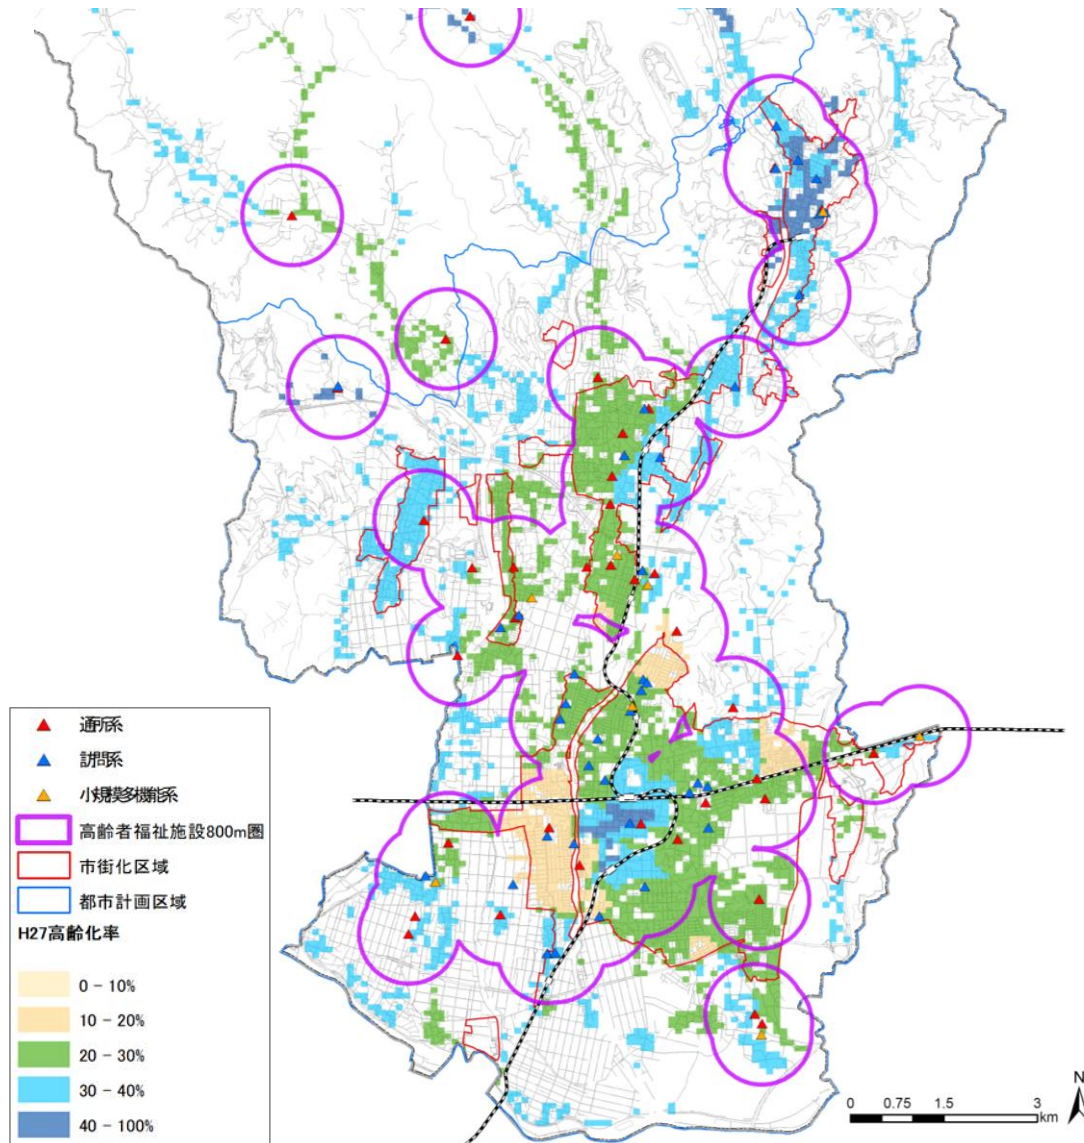 通所系
訪問系
小規模多機能系
高齢者福祉施設800m圏
市街化区域
都市計画区域
H27高齢化率
0 - 10%
10 - 20%
20 - 30%
30 - 40%
40 - 100%
N
0 0.75 1.5 3
km